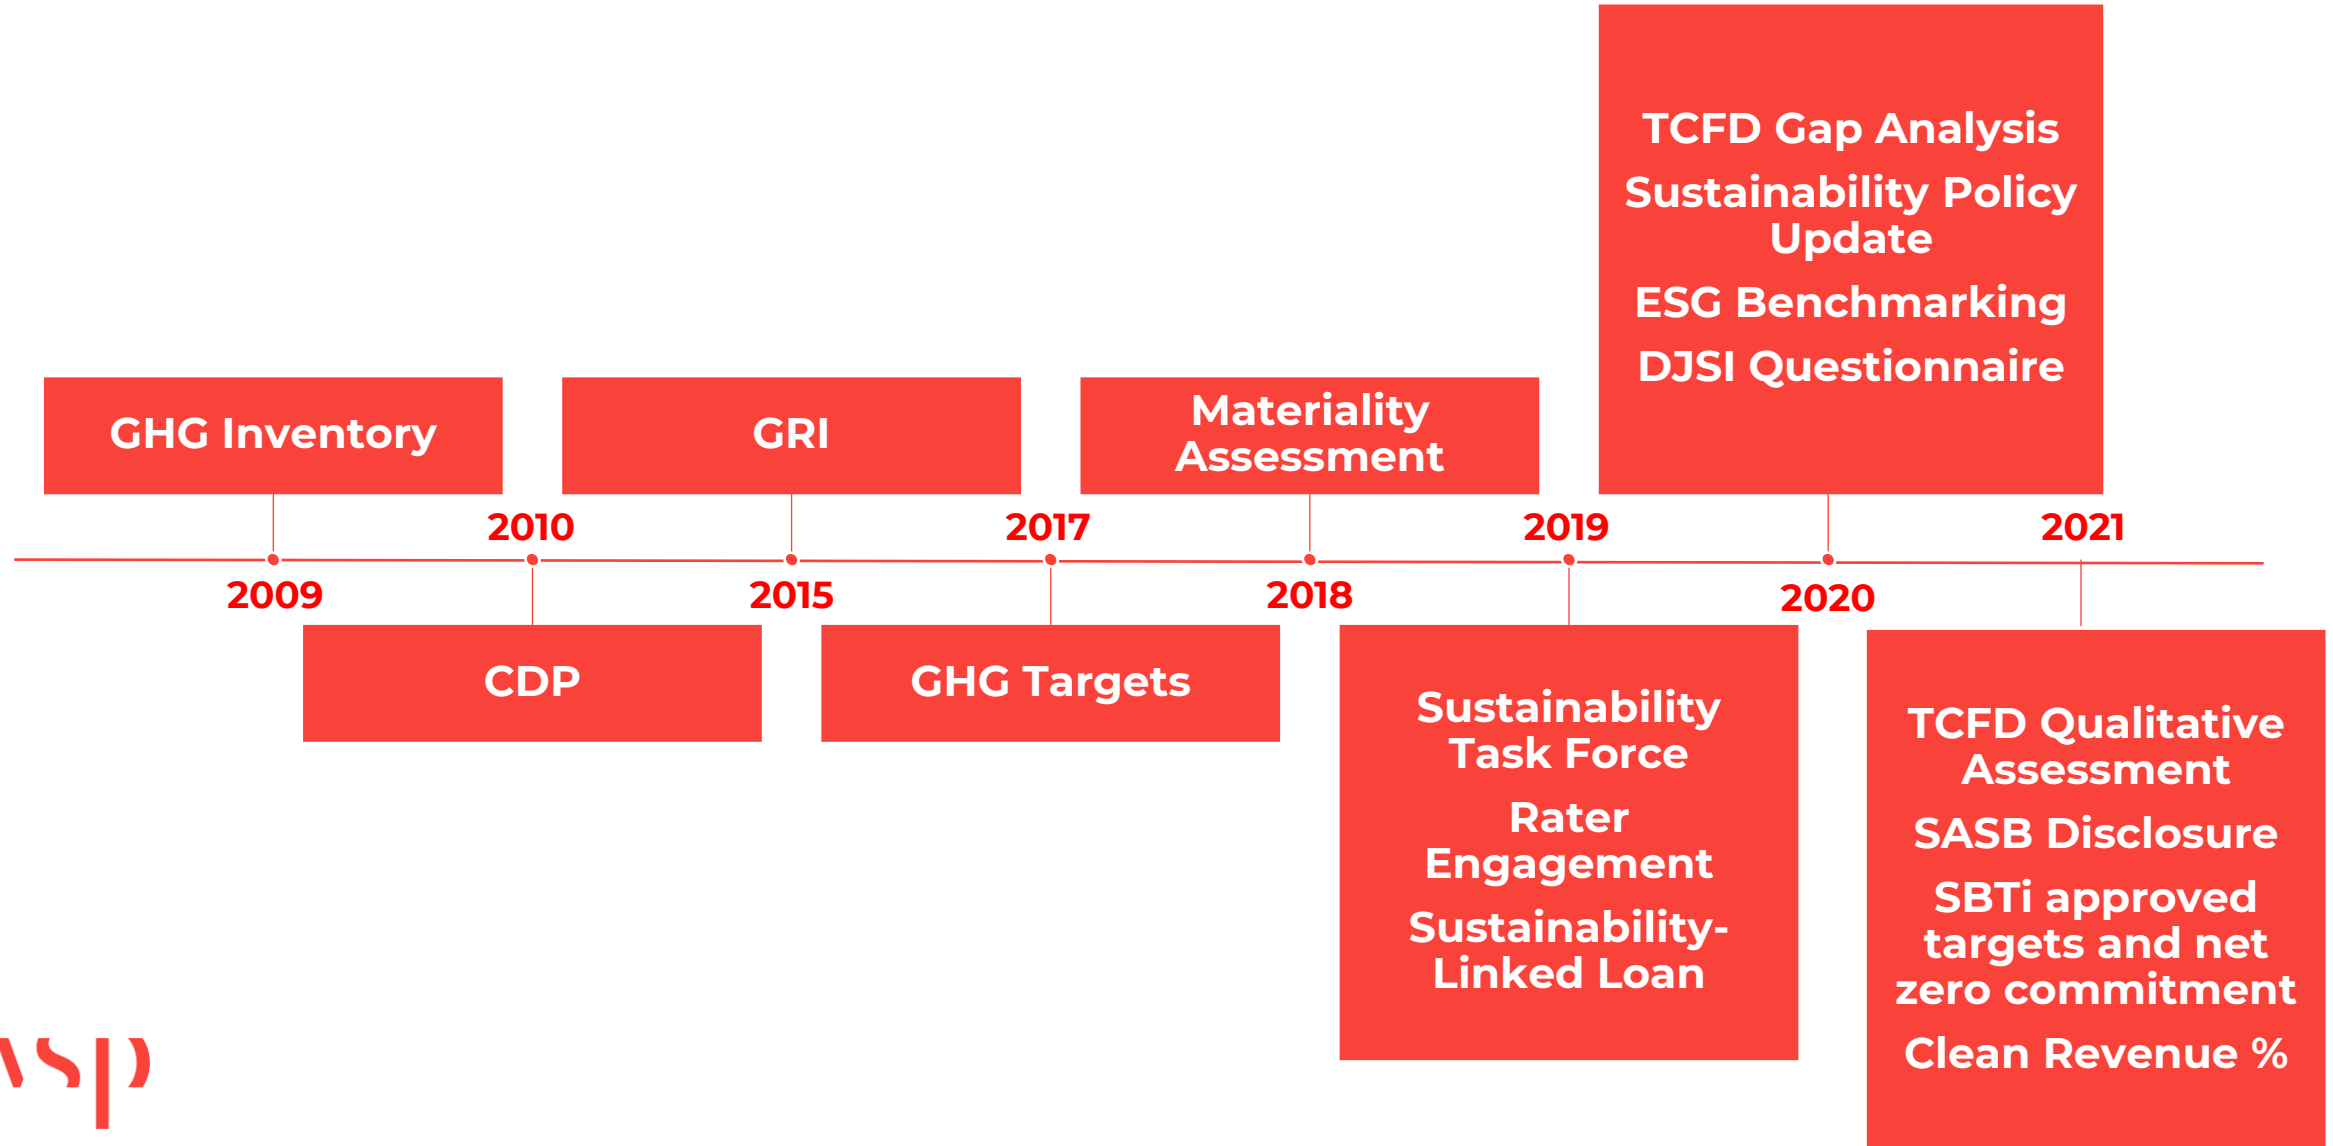 GHG Inventory
2009
2010
CDP
GRI
2015
2017
GHG Targets
Materiality
Assessment
2018
2019
Sustainability
Task Force
Rater
Engagement
Sustainability-
Linked Loan
TCFD Gap Analysis
Sustainability Policy
Update
ESG Benchmarking
DJSI Questionnaire
2020
2021
TCFD Qualitative
Assessment
SASB Disclosure
SBTi approved
targets and net
zero commitment
Clean Revenue %